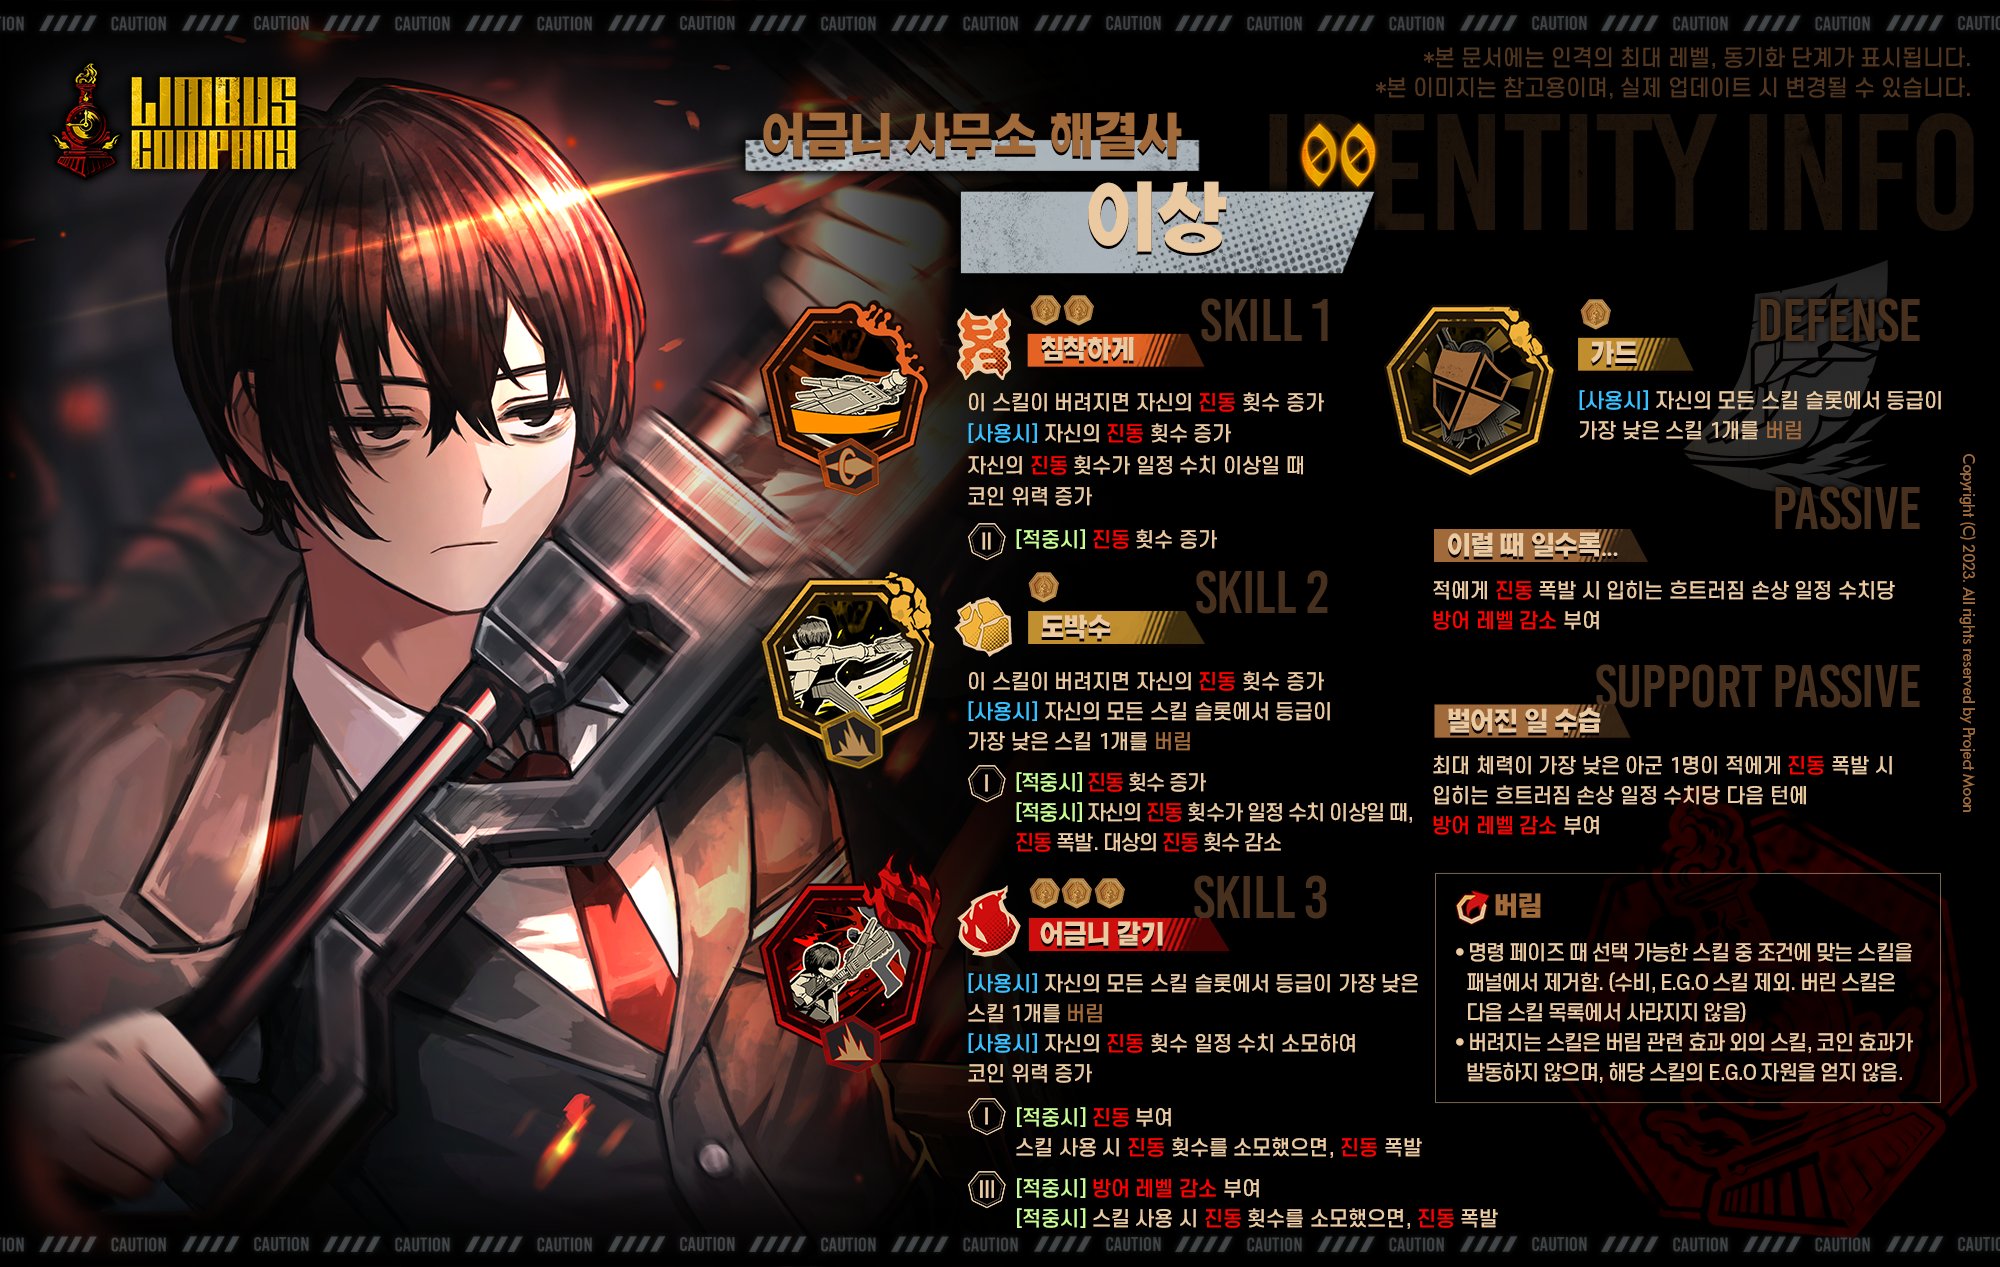 CAUTION CAUTION CAUTION CAUTION CAUTION CAUTION CAUTION CAUTION CAUTION CAUTION CAUTION CAUTION CAUTION
LIMBUS
COMPANY
*본 문서에는 인격의 최대 레벨, 동기화 단계가 표시됩니다.
*본 이미지는 참고용이며, 실제 업데이트 시 변경될 수 있습니다.
IDENTITY INFO
어금니 사무소 해결사
00
이상
SKILL 1
침착하게
이 스킬이 버려지면 자신의 진동 횟수 증가
[사용시] 자신의 진동 횟수 증가
자신의 진동 횟수가 일정 수치 이상일 때
코인 위력 증가
II [적중시] 진동 횟수 증가
SKILL 2
도박수
이 스킬이 버려지면 자신의 진동 횟수 증가
[사용시] 자신의 모든 스킬 슬롯에서 등급이
가장 낮은 스킬 1개를 버림
I [적중시] 진동 횟수 증가
[적중시] 자신의 진동 횟수가 일정 수치 이상일 때,
진동 폭발. 대상의 진동 횟수 감소
SKILL 3
어금니 갈기
[사용시] 자신의 모든 스킬 슬롯에서 등급이 가장 낮은
스킬 1개를 버림
[사용시] 자신의 진동 횟수 일정 수치 소모하여
코인 위력 증가
I [적중시] 진동 부여
스킬 사용 시 진동 횟수를 소모했으면, 진동 폭발
III [적중시] 방어 레벨 감소 부여
[적중시] 스킬 사용 시 진동 횟수를 소모했으면, 진동 폭발
DEFENSE
가드
[사용시] 자신의 모든 스킬 슬롯에서 등급이
가장 낮은 스킬 1개를 버림
PASSIVE
이럴 때 일수록...
적에게 진동 폭발 시 입히는 흐트러짐 손상 일정 수치당
방어 레벨 감소 부여
SUPPORT PASSIVE
벌어진 일 수습
최대 체력이 가장 낮은 아군 1명이 적에게 진동 폭발 시
입히는 흐트러짐 손상 일정 수치당 다음 턴에
방어 레벨 감소 부여
버림
• 명령 페이즈 때 선택 가능한 스킬 중 조건에 맞는 스킬을
패널에서 제거함. (수비, E.G.O 스킬 제외. 버린 스킬은
다음 스킬 목록에서 사라지지 않음)
• 버려지는 스킬은 버림 관련 효과 외의 스킬, 코인 효과가
발동하지 않으며, 해당 스킬의 E.G.O 자원을 얻지 않음.
Copyright (C) 2023. All rights reserved by Project Moon
CAUTION CAUTION CAUTION CAUTION CAUTION CAUTION CAUTION CAUTION CAUTION CAUTION CAUTION CAUTION CAUTION